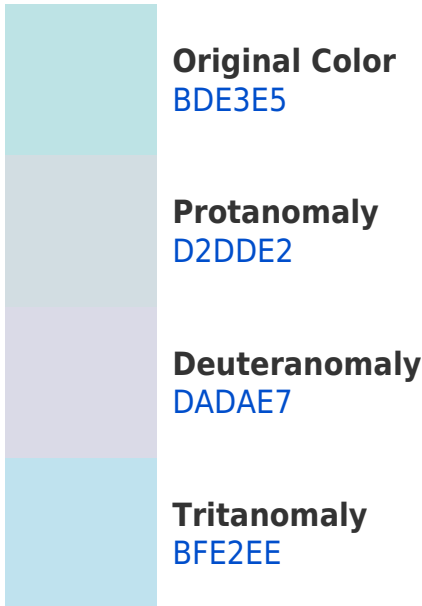 Original Color
BDE3E5
Protanomaly
D2DDE2
Deuteranomaly
DADAE7
Tritanomaly
BFE2EE